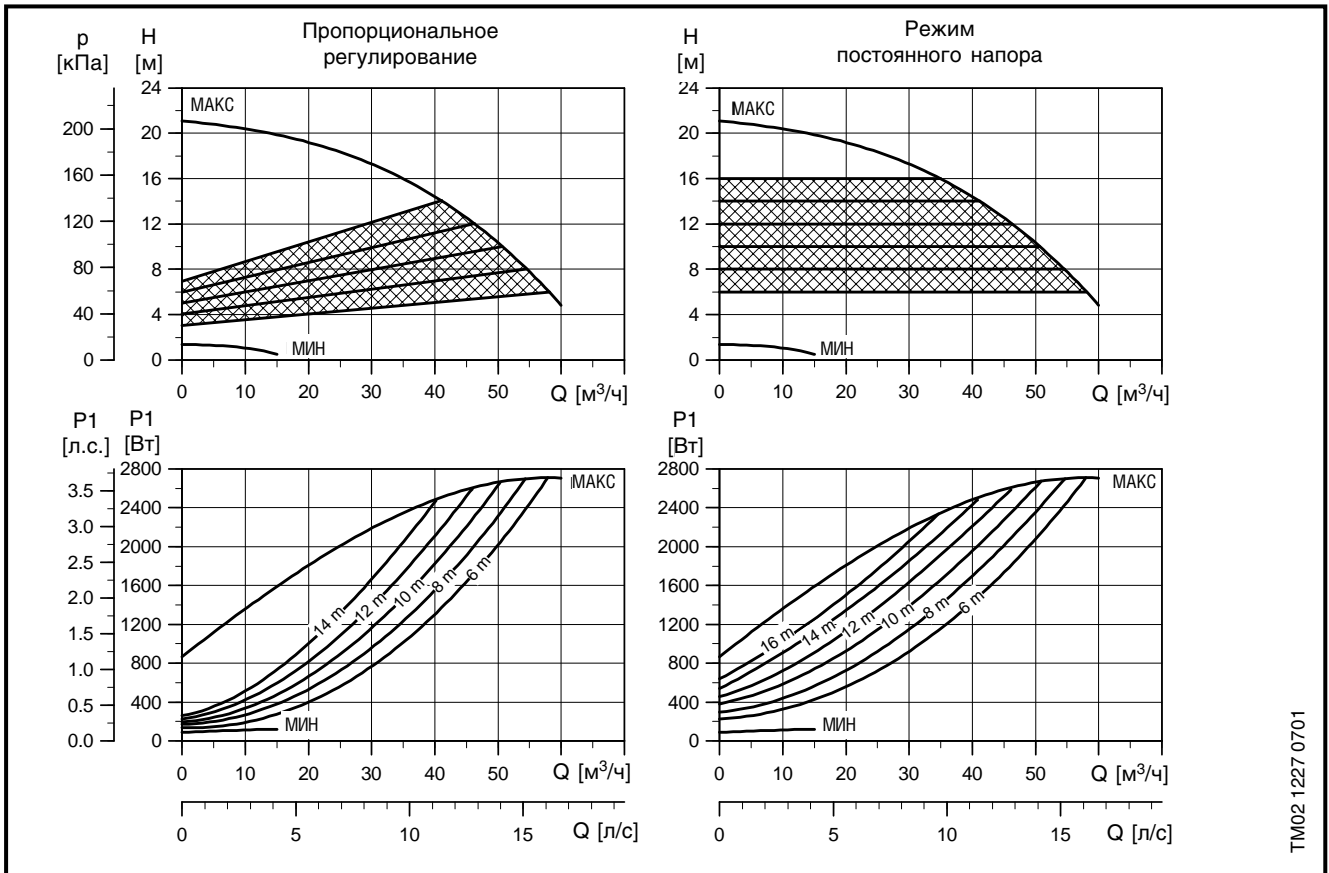 Пропорциональное
регулирование
p
[кПа]
H
[м]
24
20
16
12
8
4
0
200
160
120
80
40
0
МАКС
МИН
0 10 20 30 40 50 Q [м³/ч]
Режим
постоянного напора
H
[м]
24
20
16
12
8
4
0
МАКС
МИН
0 10 20 30 40 50 Q [м³/ч]
P1
[л.с.]
P1
[Вт]
2800
2400
2000
1600
1200
800
400
0
3.5
3.0
2.5
2.0
1.5
1.0
0.5
0.0
МАКС
14 m
12 m
10 m
8 m
6 m
МИН
0 10 20 30 40 50 Q [м³/ч]
0 5 10 15 Q [л/с]
P1
[Вт]
2800
2400
2000
1600
1200
800
400
0
МАКС
16 m
14 m
12 m
10 m
8 m
6 m
МИН
0 10 20 30 40 50 Q [м³/ч]
0 5 10 15 Q [л/с]
TM02 1227 0701